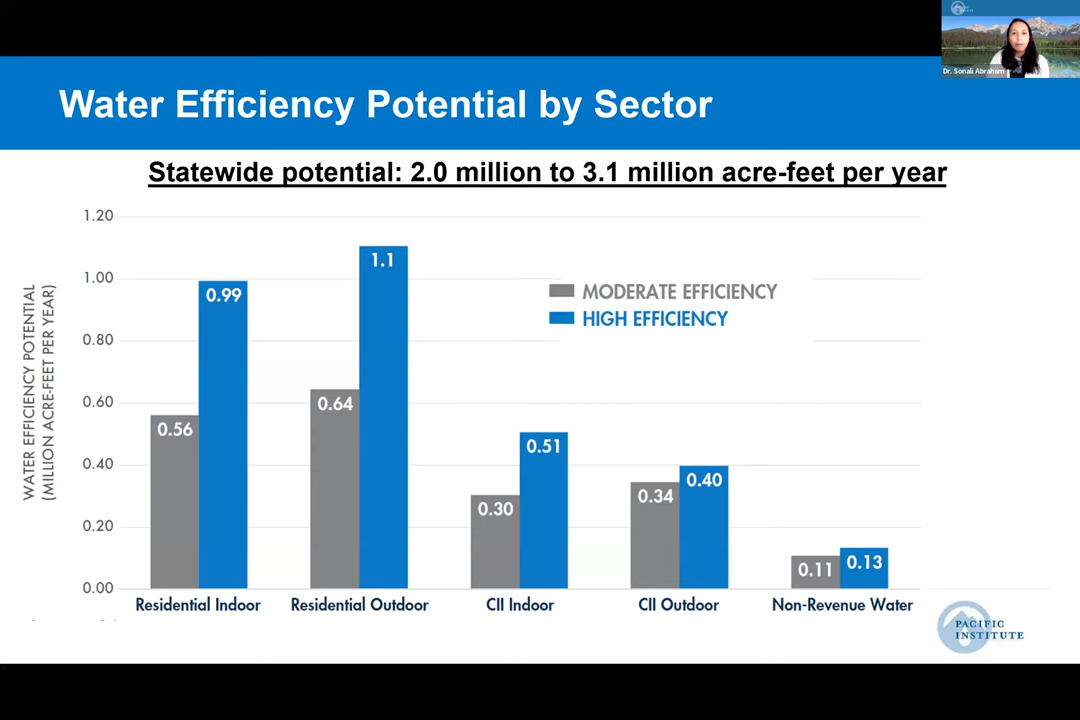 Dr. Sonali Abraham
Water Efficiency Potential by Sector
Statewide potential: 2.0 million to 3.1 million acre-feet per year
WATER EFFICIENCY POTENTIAL
(MILLION ACRE-FEET PER YEAR)
1.20
1.00
0.80
0.60
0.40
0.20
0.00
MODERATE EFFICIENCY
HIGH EFFICIENCY
0.56
0.99
0.64
1.1
0.30
0.51
0.34
0.40
0.11
0.13
Residential Indoor
Residential Outdoor
CII Indoor
CII Outdoor
Non-Revenue Water
PACIFIC
INSTITUTE